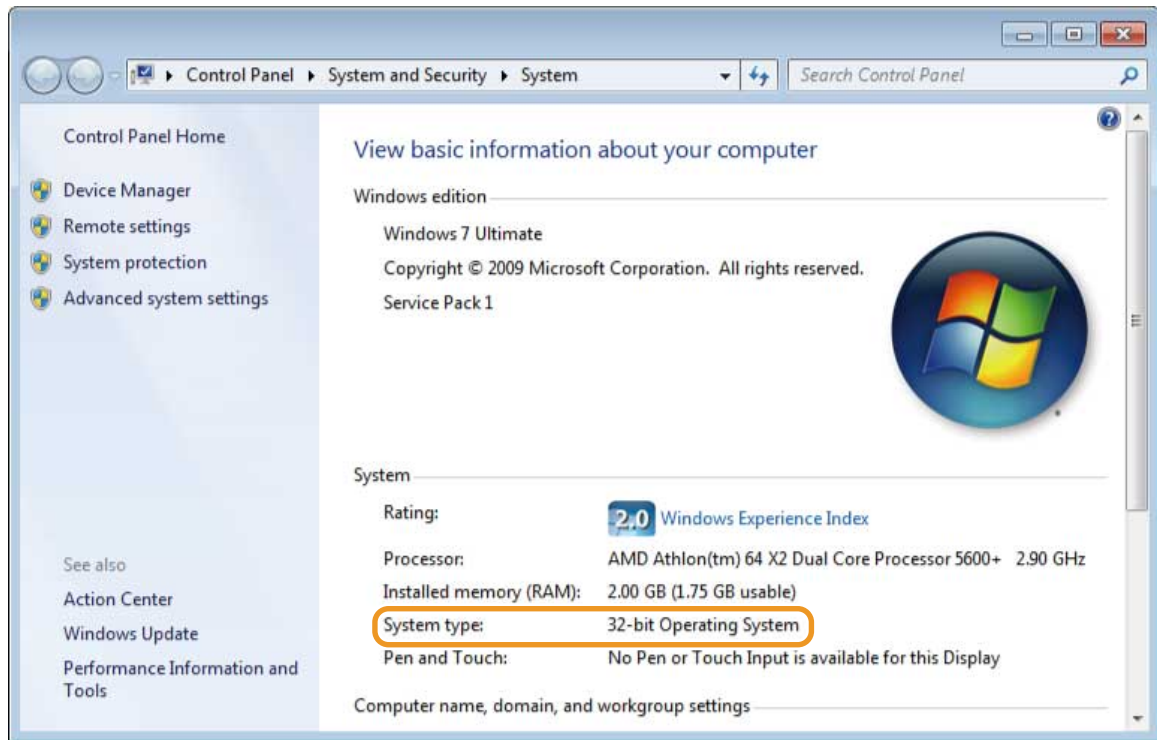 Control Panel System and Security System
Search Control Panel
Control Panel Home
Device Manager
Remote settings
System protection
Advanced system settings
See also
Action Center
Windows Update
Performance Information and
Tools
View basic information about your computer
Windows edition
Windows 7 Ultimate
Copyright © 2009 Microsoft Corporation. All rights reserved.
Service Pack 1
System
Rating: 2.0 Windows Experience Index
Processor: AMD Athlon(tm) 64 X2 Dual Core Processor 5600+ 2.90 GHz
Installed memory (RAM): 2.00 GB (1.75 GB usable)
System type: 32-bit Operating System
Pen and Touch: No Pen or Touch Input is available for this Display
Computer name, domain, and workgroup settings